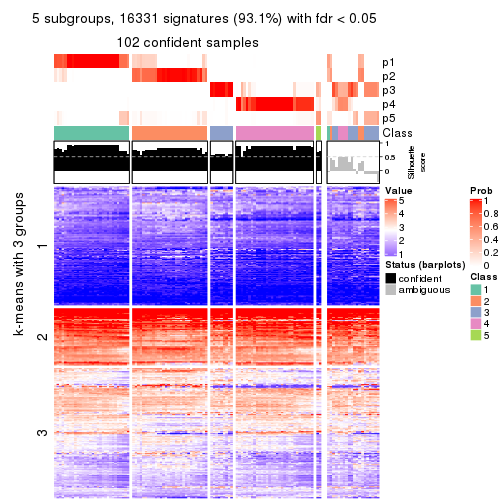 5 subgroups, 16331 signatures (93.1%) with fdr < 0.05
102 confident samples
p1
p2
p3
p4
p5
Class
1
0.5
0
Silhouette
score
k-means with 3 groups
1
2
3
Value
5
4
3
2
1
Status (barplots)
confident
ambiguous
Prob
1
0.8
0.6
0.4
0.2
0
Class
1
2
3
4
5